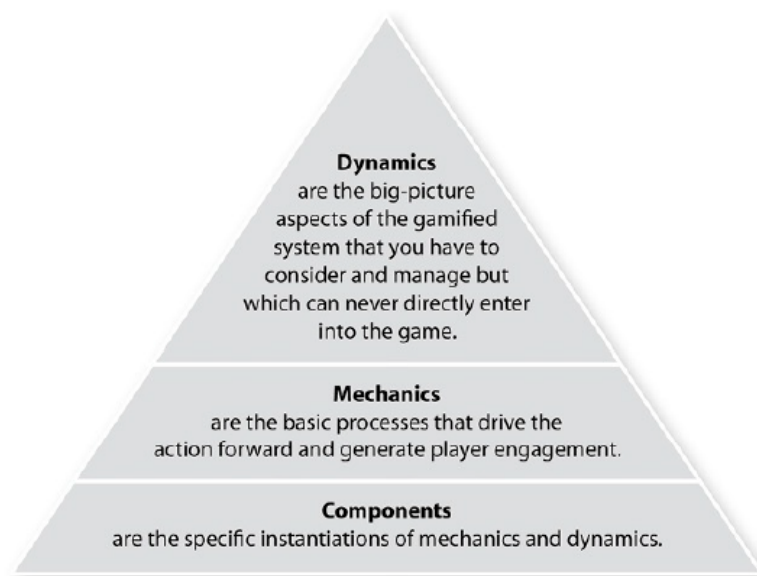 Dynamics
are the big-picture
aspects of the gamified
system that you have to
consider and manage but
which can never directly enter
into the game.
Mechanics
are the basic processes that drive the
action forward and generate player engagement.
Components
are the specific instantiations of mechanics and dynamics.